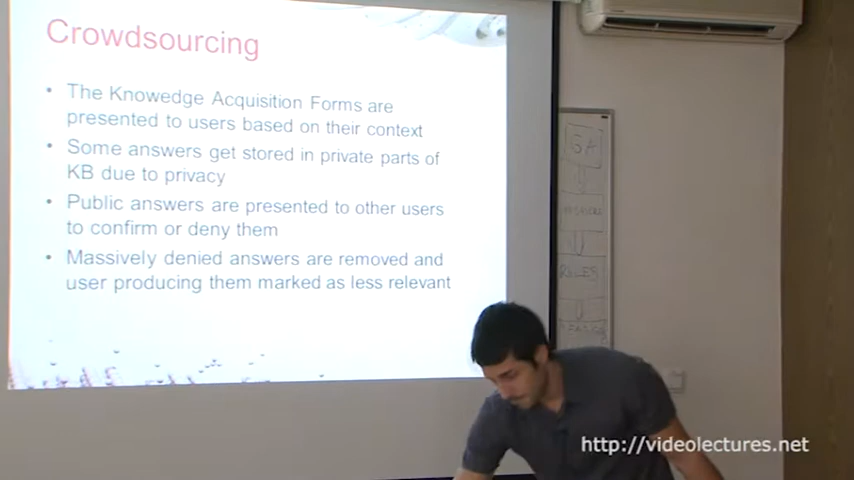 Crowdsourcing
• The Knowedge Acquisition Forms are
presented to users based on their context
• Some answers get stored in private parts of
KB due to privacy
• Public answers are presented to other users
to confirm or deny them
• Massively denied answers are removed and
user producing them marked as less relevant
GA
RULES
http://videolectures.net